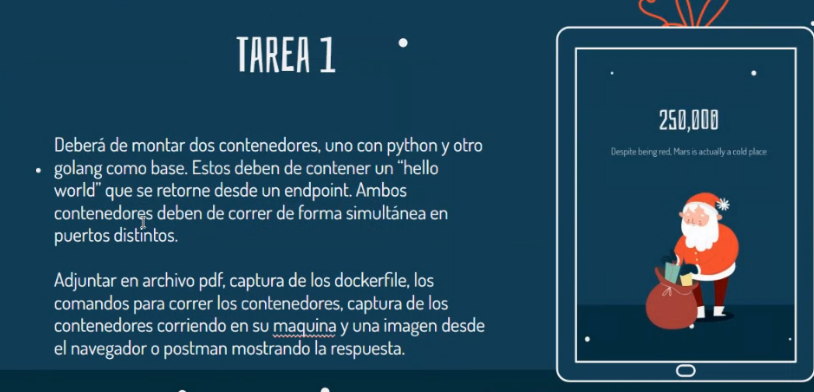 TAREA 1
Deberá de montar dos contenedores, uno con python y otro
golang como base. Estos deben de contener un “hello
world” que se retorne desde un endpoint. Ambos
contenedores deben de correr de forma simultánea en
puertos distintos.
Adjuntar en archivo pdf, captura de los dockerfile, los
comandos para correr los contenedores, captura de los
contenedores corriendo en su maquina y una imagen desde
el navegador o postman mostrando la respuesta.
250,000
Despite being red, Mars is actually a cold place